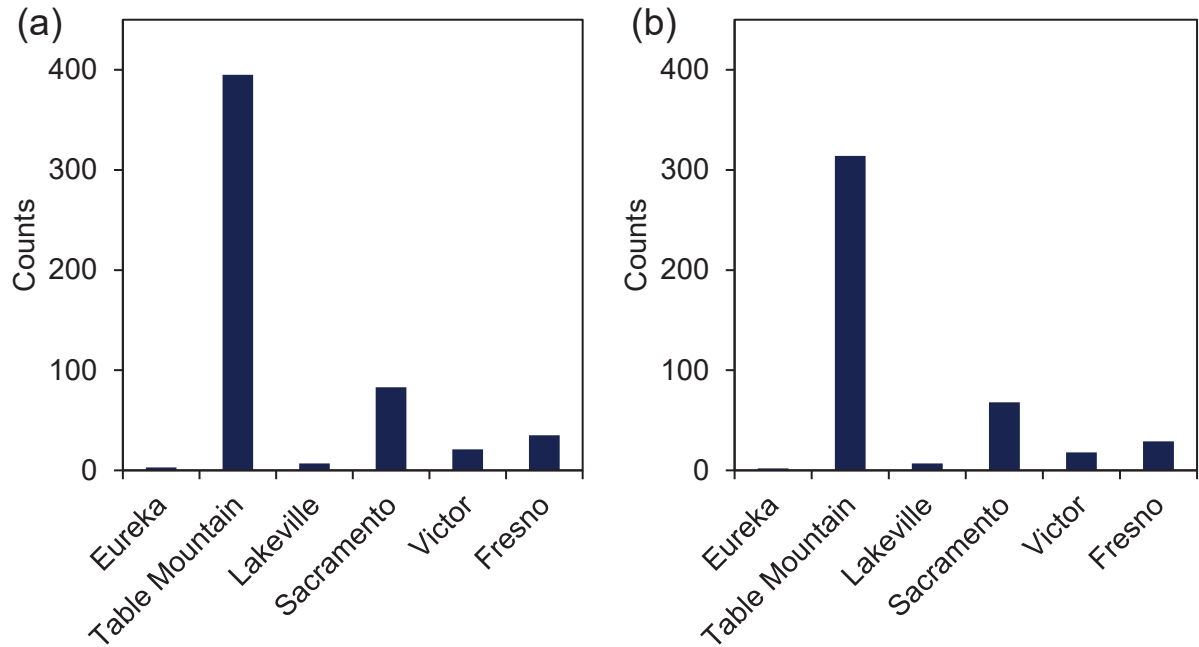 (a)
400
300
200
100
0
Counts
Eureka
Table Mountain
Lakeville
Sacramento
Victor
Fresno
(b)
400
300
200
100
0
Counts
Eureka
Table Mountain
Lakeville
Sacramento
Victor
Fresno